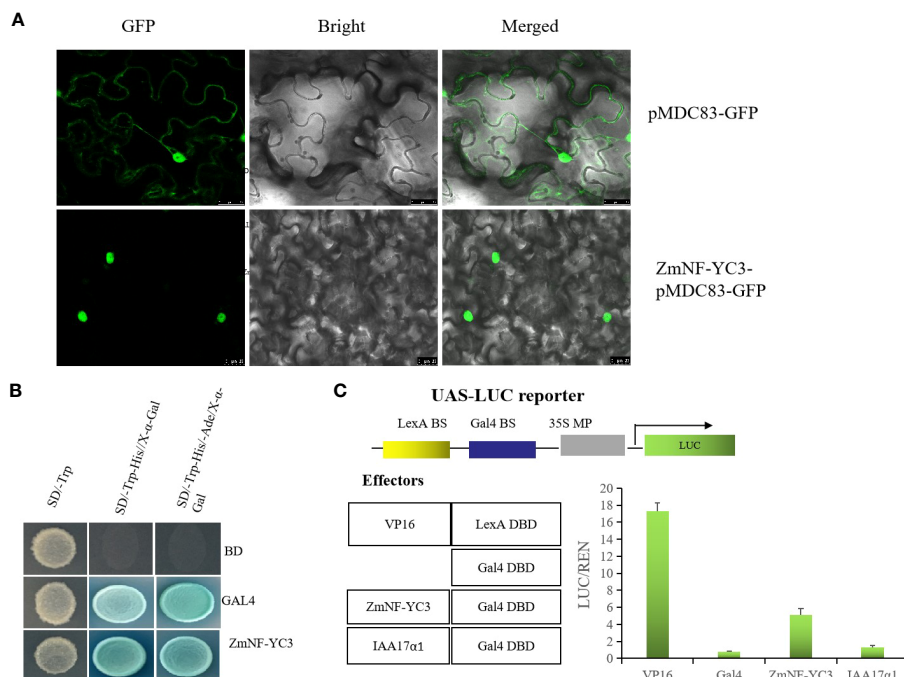 A
GFP
Bright
Merged
pMDC83-GFP
ZmNF-YC3-
pMDC83-GFP
B
SD/-Trp
SD/-Trp-His//X-α-Gal
SD/-Trp-His/-Ade/X-α-
Gal
BD
GAL4
ZmNF-YC3
C
UAS-LUC reporter
LexA BS
Gal4 BS
35S MP
LUC
Effectors
VP16
LexA DBD
Gal4 DBD
ZmNF-YC3
Gal4 DBD
IAA17α1
Gal4 DBD
LUC/REN
20
18
16
14
12
10
8
6
4
2
0
VP16
Gal4
ZmNF-YC3
IAA17α1